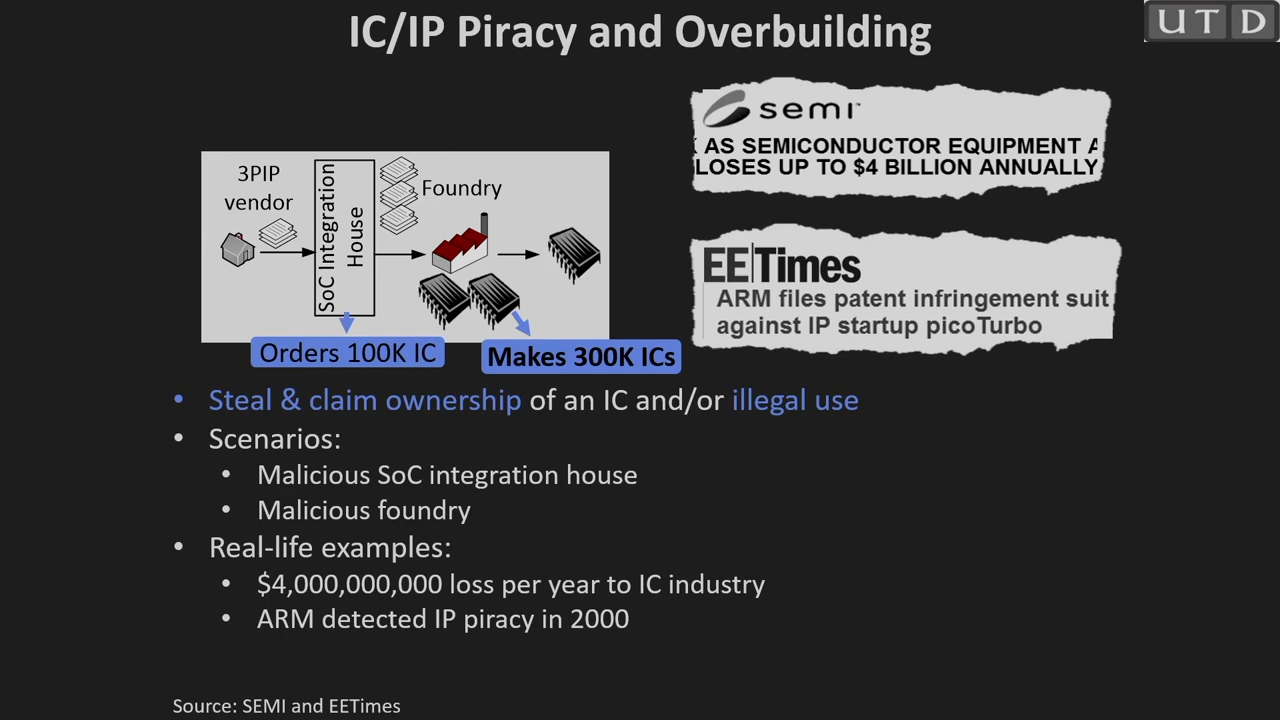 IC/IP Piracy and Overbuilding
UTD
semi
AS SEMICONDUCTOR EQUIPMENT
LOSES UP TO $4 BILLION ANNUALLY
3PIP
vendor
SoC Integration
House
Foundry
EE Times
ARM files patent infringement suit
against IP startup picoTurbo
Orders 100K IC
Makes 300K ICs
• Steal & claim ownership of an IC and/or illegal use
• Scenarios:
• Malicious SoC integration house
• Malicious foundry
• Real-life examples:
• $4,000,000,000 loss per year to IC industry
• ARM detected IP piracy in 2000
Source: SEMI and EETimes